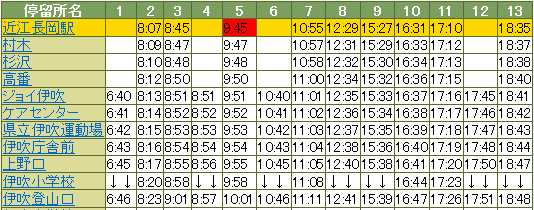 停留所名 1 2 3 4 5 6 7 8 9 10 11 12 13
近江長岡駅 8:07 8:45 9:45 10:55 12:29 15:27 16:31 17:10 18:35
村木 8:09 8:47 9:47 10:57 12:31 15:29 16:33 17:12 18:37
杉沢 8:10 8:48 9:48 10:58 12:32 15:30 16:34 17:13 18:38
高番 8:12 8:50 9:50 11:00 12:34 15:32 16:36 17:15 18:40
ジョイ伊吹 6:40 8:13 8:51 8:51 9:51 10:40 11:01 12:35 15:33 16:37 17:16 17:45 18:41
ケアセンター 6:41 8:14 8:52 8:52 9:52 10:41 11:02 12:36 15:34 16:38 17:17 17:46 18:42
県立伊吹運動場 6:42 8:15 8:53 8:53 9:53 10:42 11:03 12:37 15:35 16:39 17:18 17:47 18:43
伊吹庁舎前 6:43 8:16 8:54 8:54 9:54 10:43 11:04 12:38 15:36 16:40 17:19 17:48 18:44
上野口 6:45 8:17 8:55 8:56 9:55 10:45 11:05 12:40 15:38 16:41 17:20 17:50 18:47
伊吹小学校 ↓↓ 8:20 8:58 ↓↓ 9:58 ↓↓ 11:08 ↓↓ ↓↓ 16:44 17:23 ↓↓ ↓↓
伊吹登山口 6:46 8:23 9:01 8:57 10:01 10:46 11:11 12:41 15:39 16:47 17:26 17:51 18:48